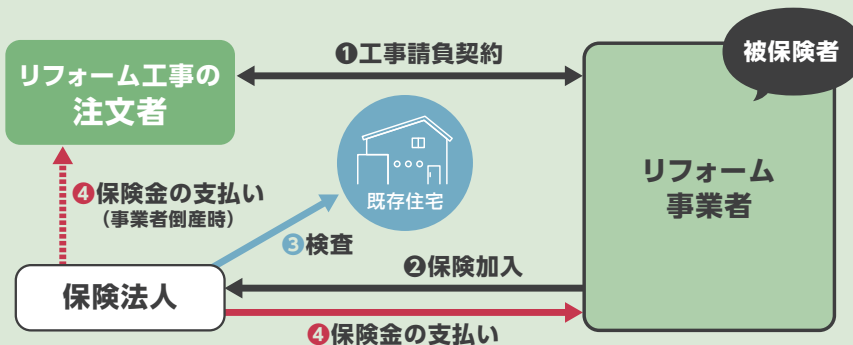 被保険者
❶工事請負契約
リフォーム工事の
注文者
既存住宅
リフォーム
事業者
❹保険金の支払い
（事業者倒産時）
❸検査
❷保険加入
保険法人
❹保険金の支払い